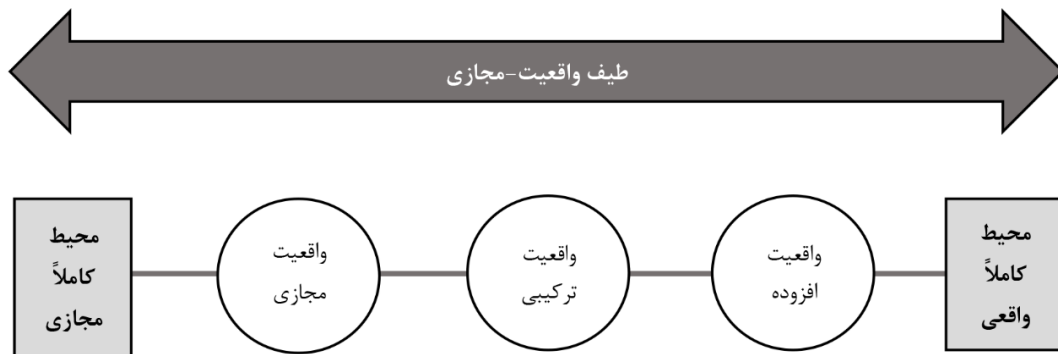 طیف واقعیت-مجازی
محیط
کاملاً
واقعی
واقعیت
افزوده
واقعیت
ترکیبی
واقعیت
مجازی
محیط
کاملاً
مجازی